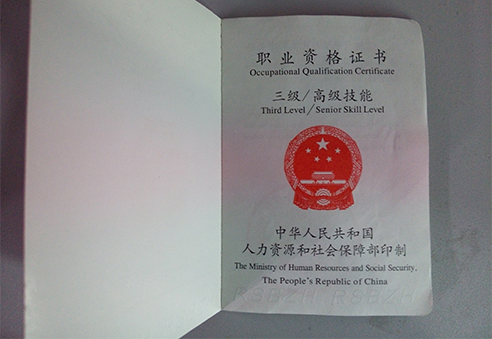 职业资格证书
Occupational Qualification Certificate
三级/高级技能
Third Level/Senior Skill Level
中华人民共和国
人力资源和社会保障部印制
The Ministry of Human Resources and Social Security,
The People's Republic of China